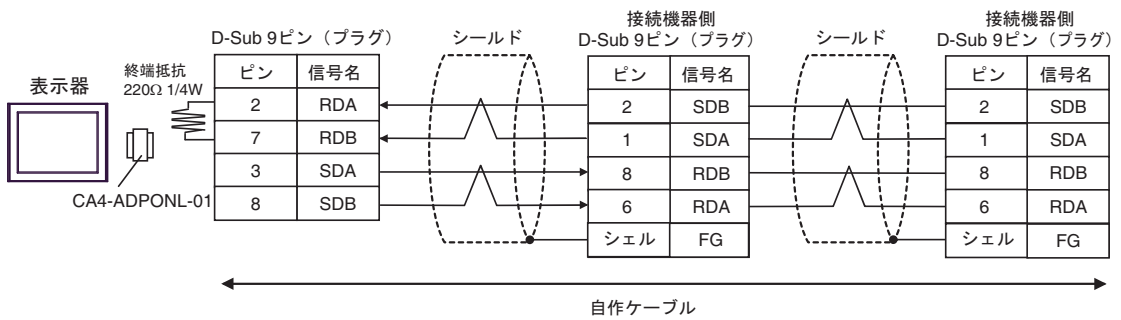 表示器
終端抵抗
220Ω 1/4W
CA4-ADPONL-01
D-Sub 9ピン（プラグ）
ピン 信号名
2 RDA
7 RDB
3 SDA
8 SDB
シールド
接続機器側
D-Sub 9ピン（プラグ）
ピン 信号名
2 SDB
1 SDA
8 RDB
6 RDA
シェル FG
シールド
接続機器側
D-Sub 9ピン（プラグ）
ピン 信号名
2 SDB
1 SDA
8 RDB
6 RDA
シェル FG
自作ケーブル